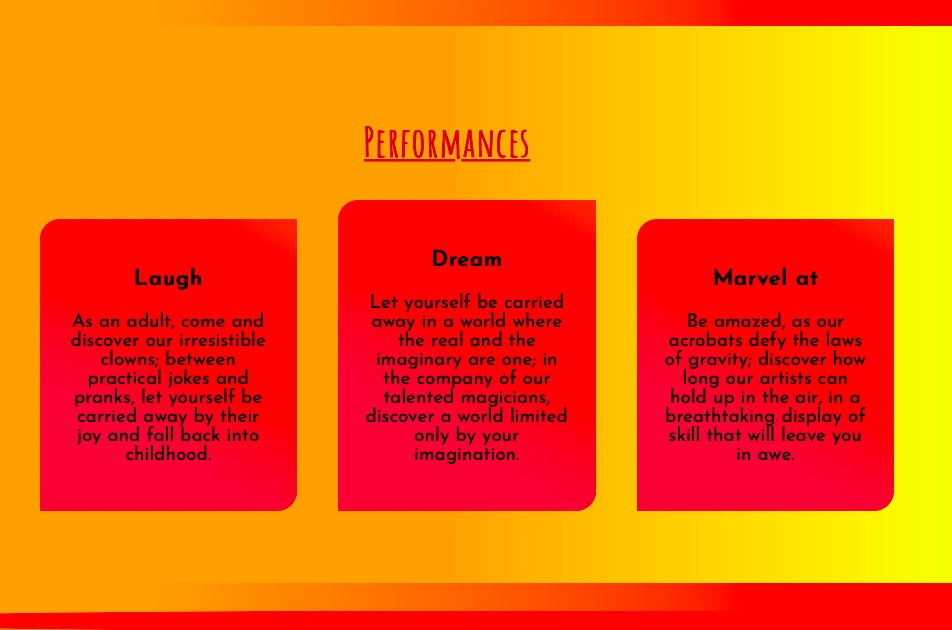 Performances
Laugh
As an adult, come and
discover our irresistible
clowns; between
practical jokes and
pranks, let yourself be
carried away by their
joy and fall back into
childhood.
Dream
Let yourself be carried
away in a world where
the real and the
imaginary are one; in
the company of our
talented magicians,
discover a world limited
only by your
imagination.
Marvel at
Be amazed, as our
acrobats defy the laws
of gravity; discover how
long our artists can
hold up in the air, in a
breathtaking display of
skill that will leave you
in awe.